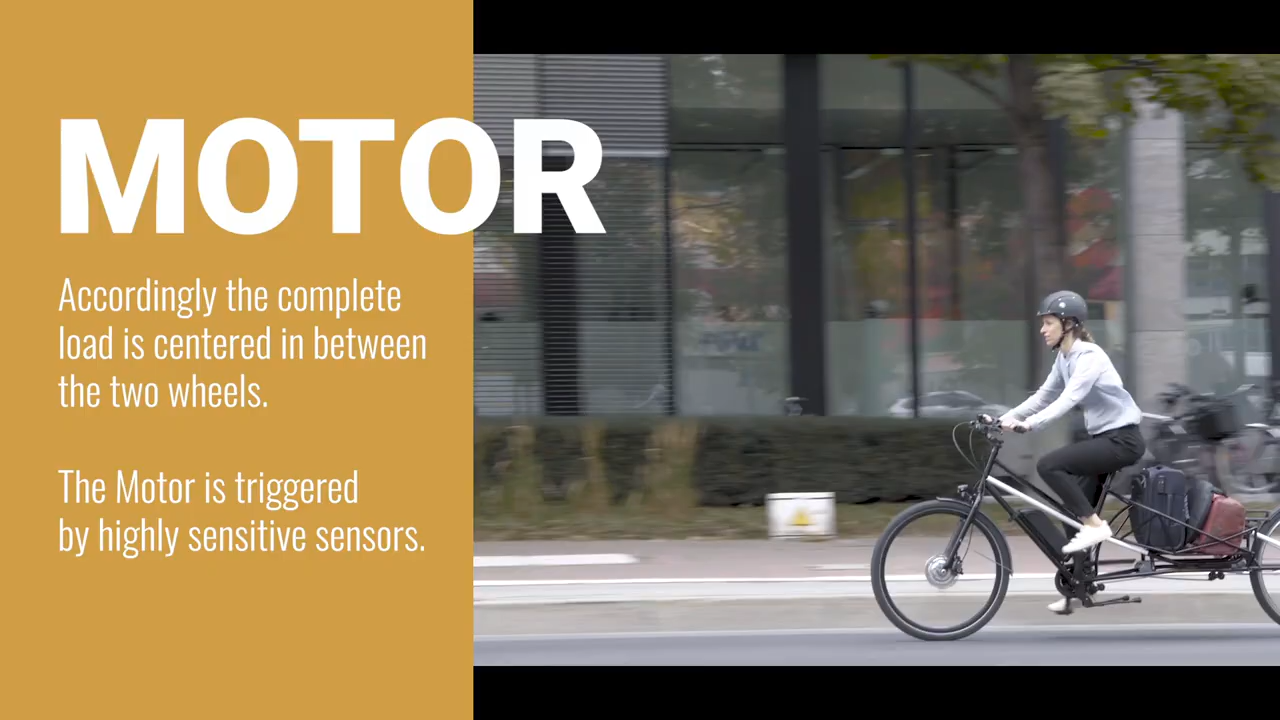 MOTOR
Accordingly the complete
load is centered in between
the two wheels.
The Motor is triggered
by highly sensitive sensors.